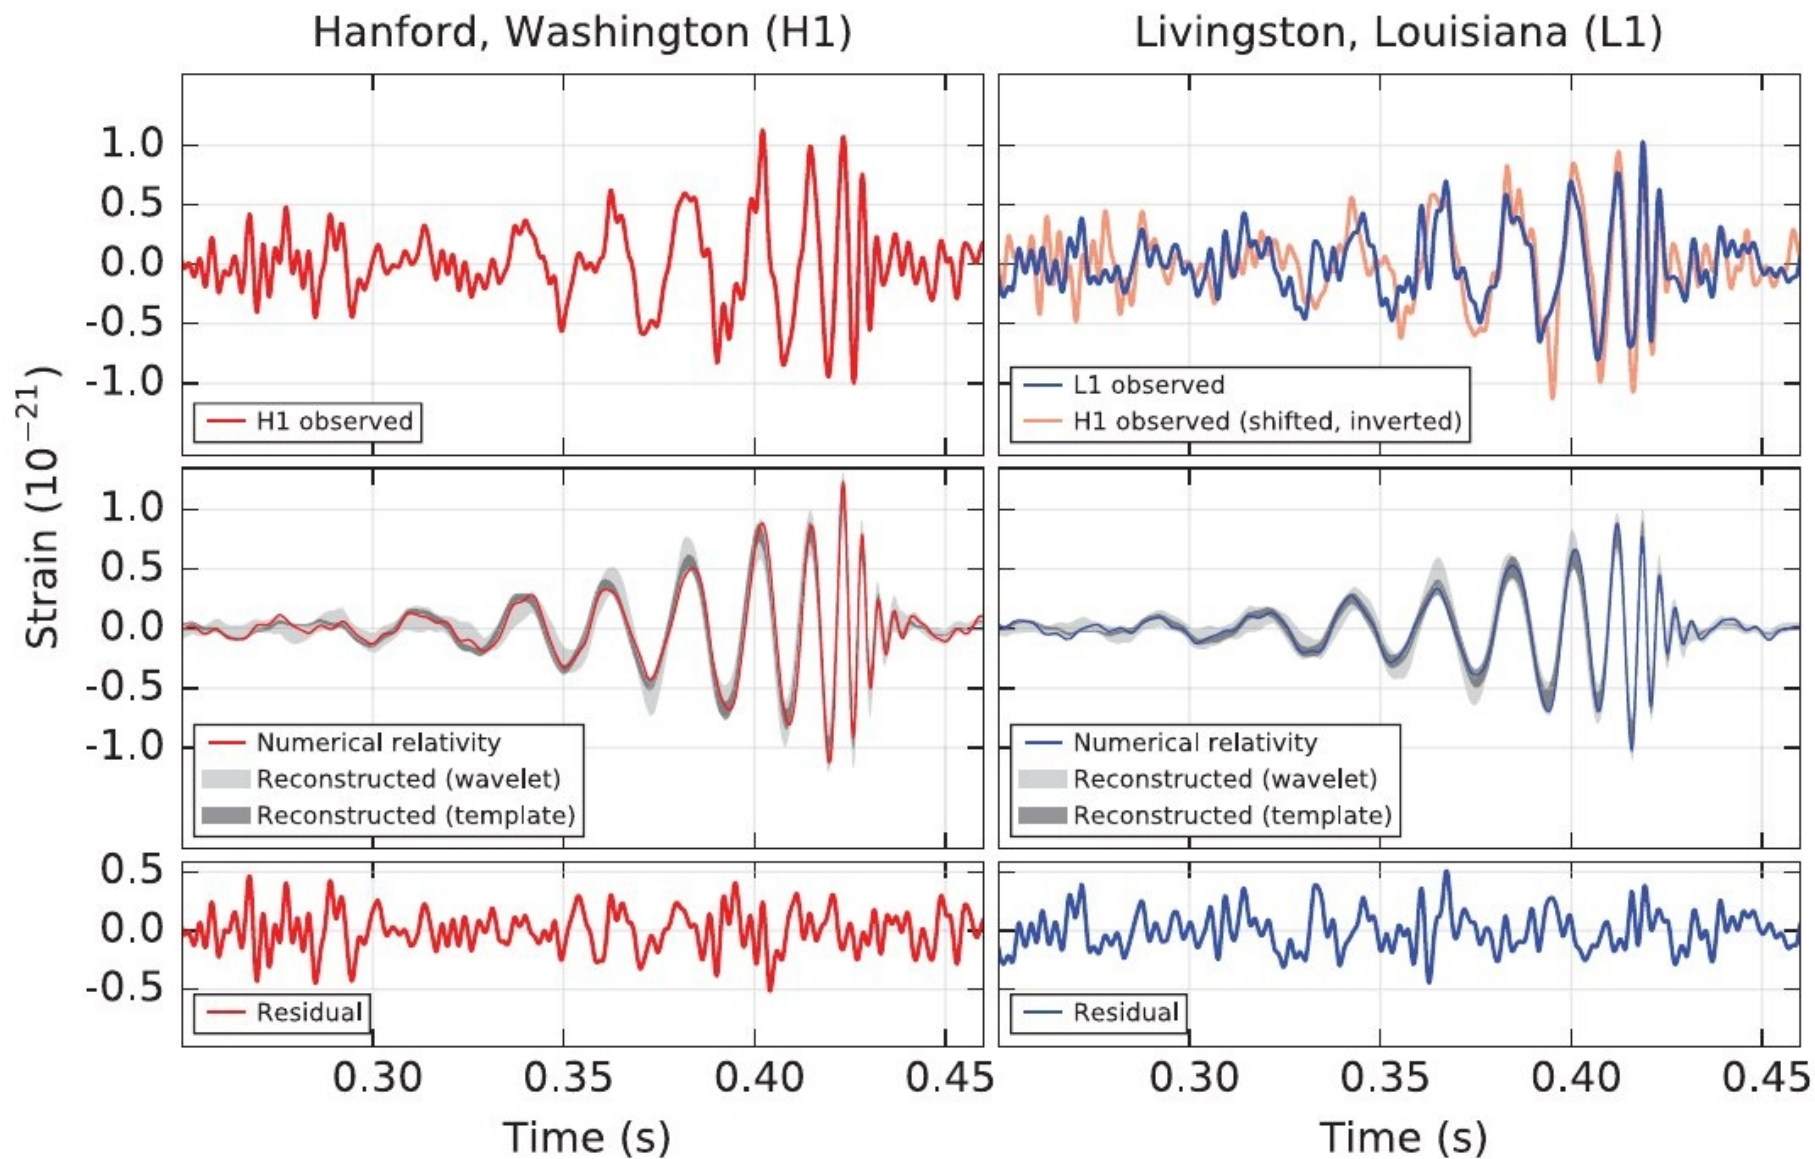 Hanford, Washington (H1)
Livingston, Louisiana (L1)
Strain (10⁻²¹)
1.0
0.5
0.0
-0.5
-1.0
H1 observed
L1 observed
H1 observed (shifted, inverted)
1.0
0.5
0.0
-0.5
-1.0
Numerical relativity
Reconstructed (wavelet)
Reconstructed (template)
Numerical relativity
Reconstructed (wavelet)
Reconstructed (template)
0.5
0.0
-0.5
Residual
Residual
0.30 0.35 0.40 0.45
0.30 0.35 0.40 0.45
Time (s)
Time (s)